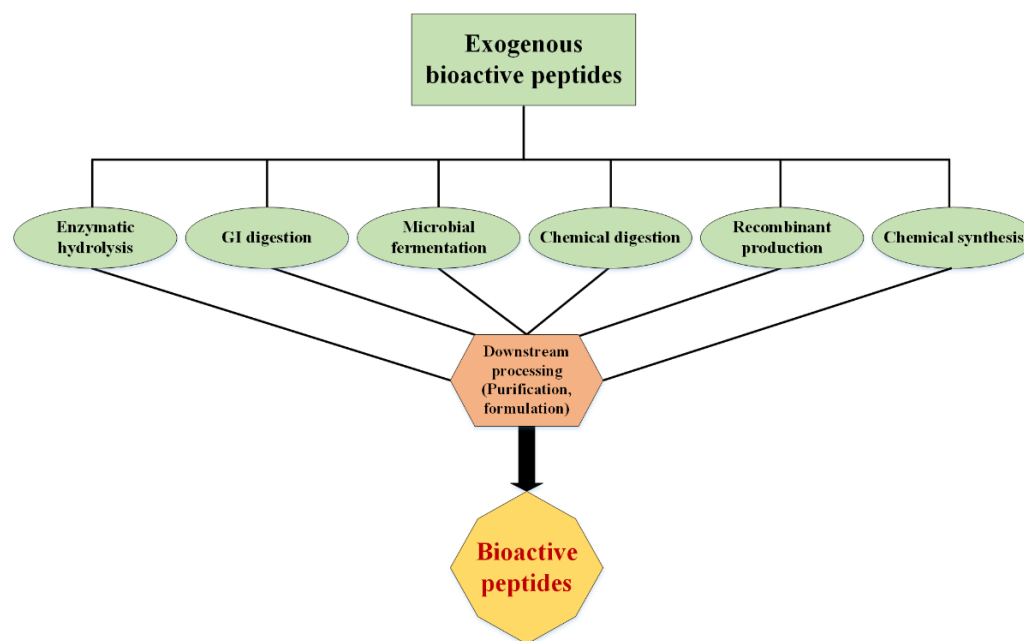 Exogenous
bioactive peptides
Enzymatic
hydrolysis
GI digestion
Microbial
fermentation
Chemical digestion
Recombinant
production
Chemical synthesis
Downstream
processing
(Purification,
formulation)
Bioactive
peptides